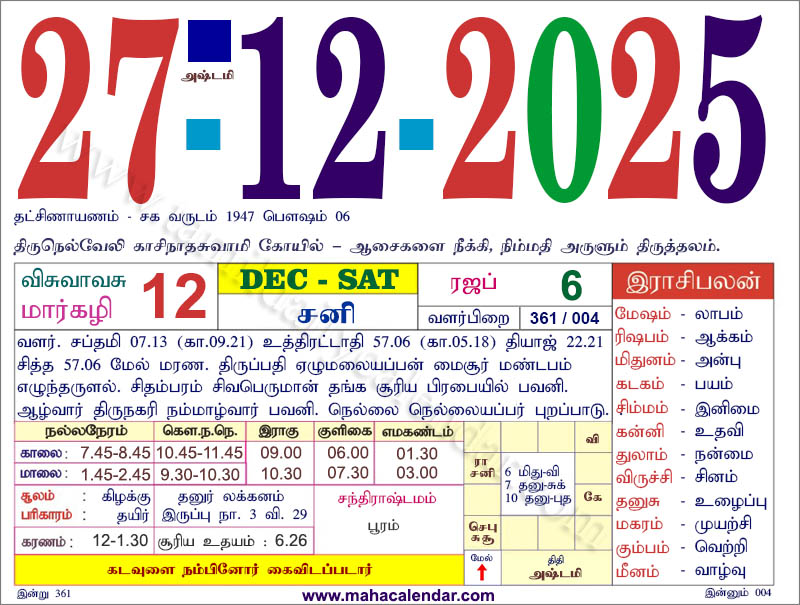 27-12-2025
அஷ்டமி
தட்சிணாயணம் - சக வருடம் 1947 பௌஷம் 06
திருநெல்வேலி காசிநாதசுவாமி கோயில் – ஆசைகளை நீக்கி, நிம்மதி அருளும் திருத்தலம்.
விசுவாவசு
மார்கழி 12
DEC - SAT
சனி
ரஜப் 6
வளர்பிறை 361 / 004
வளர். சப்தமி 07.13 (கா.09.21) உத்திரட்டாதி 57.06 (கா.05.18) தியாஜ் 22.21
சித்த 57.06 மேல் மரண. திருப்பதி ஏழுமலையப்பன் மைசூர் மண்டபம்
எழுந்தருளல். சிதம்பரம் சிவபெருமான் தங்க சூரிய பிரபையில் பவனி.
ஆழ்வார் திருநகரி நம்மாழ்வார் பவனி. நெல்லை நெல்லையப்பர் புறப்பாடு.
நல்லநேரம் கௌ.ந.நெ. இராகு குளிகை எமகண்டம்
காலை: 7.45-8.45 10.45-11.45 09.00 06.00 01.30
மாலை: 1.45-2.45 9.30-10.30 10.30 07.30 03.00
சூலம் : கிழக்கு
பரிகாரம் : தயிர்
தனுர் லக்கனம்
இருப்பு நா. 3 வி. 29
சந்திராஷ்டமம்
பூரம்
கரணம்: 12-1.30 சூரிய உதயம் : 6.26
கடவுளை நம்பினோர் கைவிடப்படார்
வி
ரா
சனி
6 மிது-வி
7 தனு-சுக்
10 தனு-புத
கே
செபு
சுசூ
மேல்
திதி
அஷ்டமி
இராசிபலன்
மேஷம் - லாபம்
ரிஷபம் - ஆக்கம்
மிதுனம் - அன்பு
கடகம் - பயம்
சிம்மம் - இனிமை
கன்னி - உதவி
துலாம் - நன்மை
விருச்சி - சினம்
தனுசு - உழைப்பு
மகரம் - முயற்சி
கும்பம் - வெற்றி
மீனம் - வாழ்வு
இன்று 361
www.mahacalendar.com
இன்னும் 004